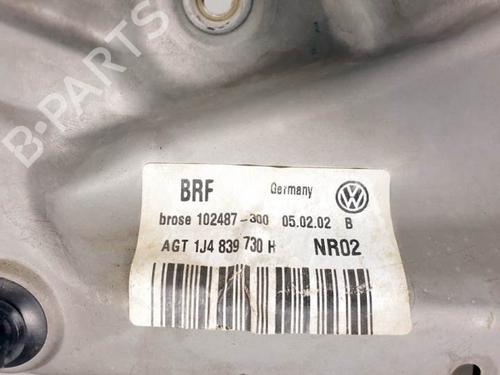 B-PARTS
BRF Germany
brose 102487-300 05.02.02 B
AGT 1J4 839 730 H NR02